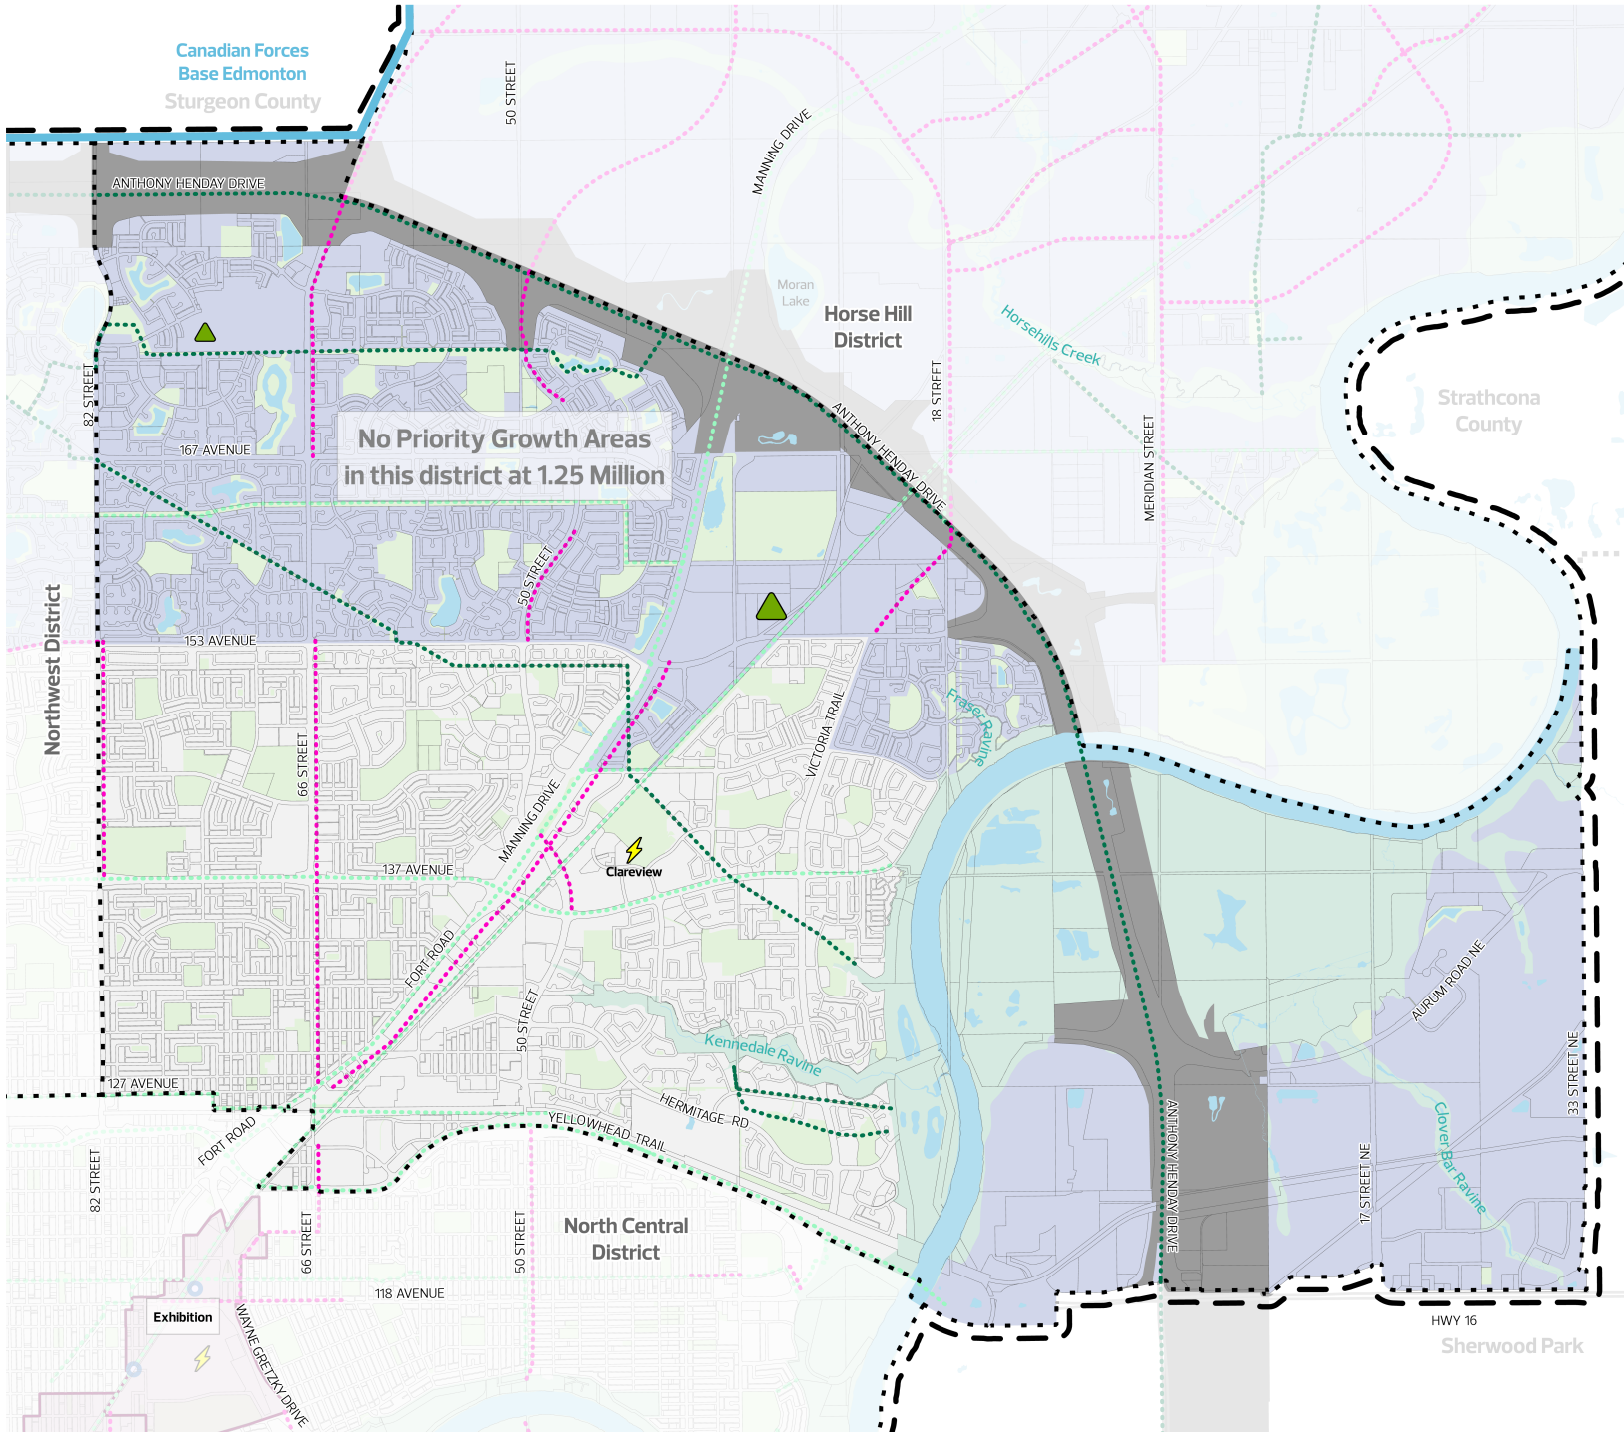 Canadian Forces
Base Edmonton
Sturgeon County
50 STREET
MANNING DRIVE
ANTHONY HENDAY DRIVE
Moran
Lake
Horse Hill
District
Horsehills Creek
82 STREET
18 STREET
ANTHONY HENDAY DRIVE
MERIDIAN STREET
Strathcona
County
167 AVENUE
No Priority Growth Areas
in this district at 1.25 Million
50 STREET
Northwest District
153 AVENUE
Fraser Ravine
VICTORIA TRAIL
66 STREET
MANNING DRIVE
137 AVENUE
Clareview
FORT ROAD
AURUM ROAD NE
50 STREET
Kennedale Ravine
33 STREET NE
127 AVENUE
HERMITAGE RD
YELLOWHEAD TRAIL
FORT ROAD
Clover Bar Ravine
ANTHONY HENDAY DRIVE
17 STREET NE
82 STREET
66 STREET
50 STREET
North Central
District
118 AVENUE
Exhibition
WAYNE GRETZKY DRIVE
HWY 16
Sherwood Park